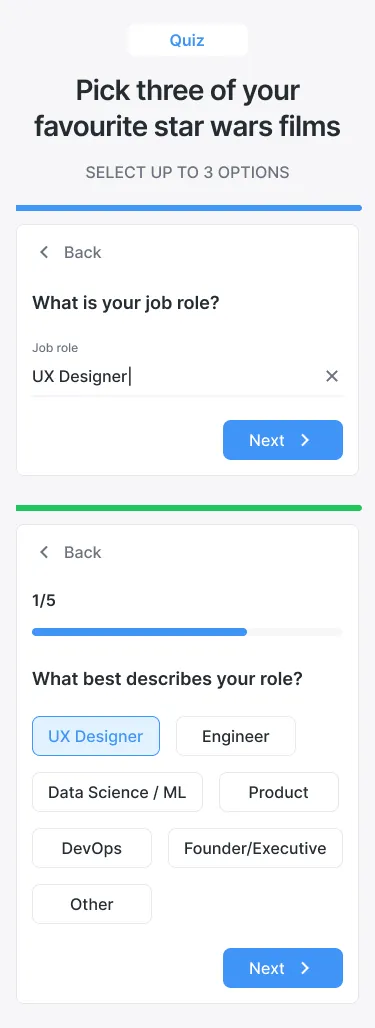 Quiz
Pick three of your
favourite star wars films
SELECT UP TO 3 OPTIONS
Back
What is your job role?
Job role
UX Designer
Next
Back
1/5
What best describes your role?
UX Designer
Engineer
Data Science / ML
Product
DevOps
Founder/Executive
Other
Next